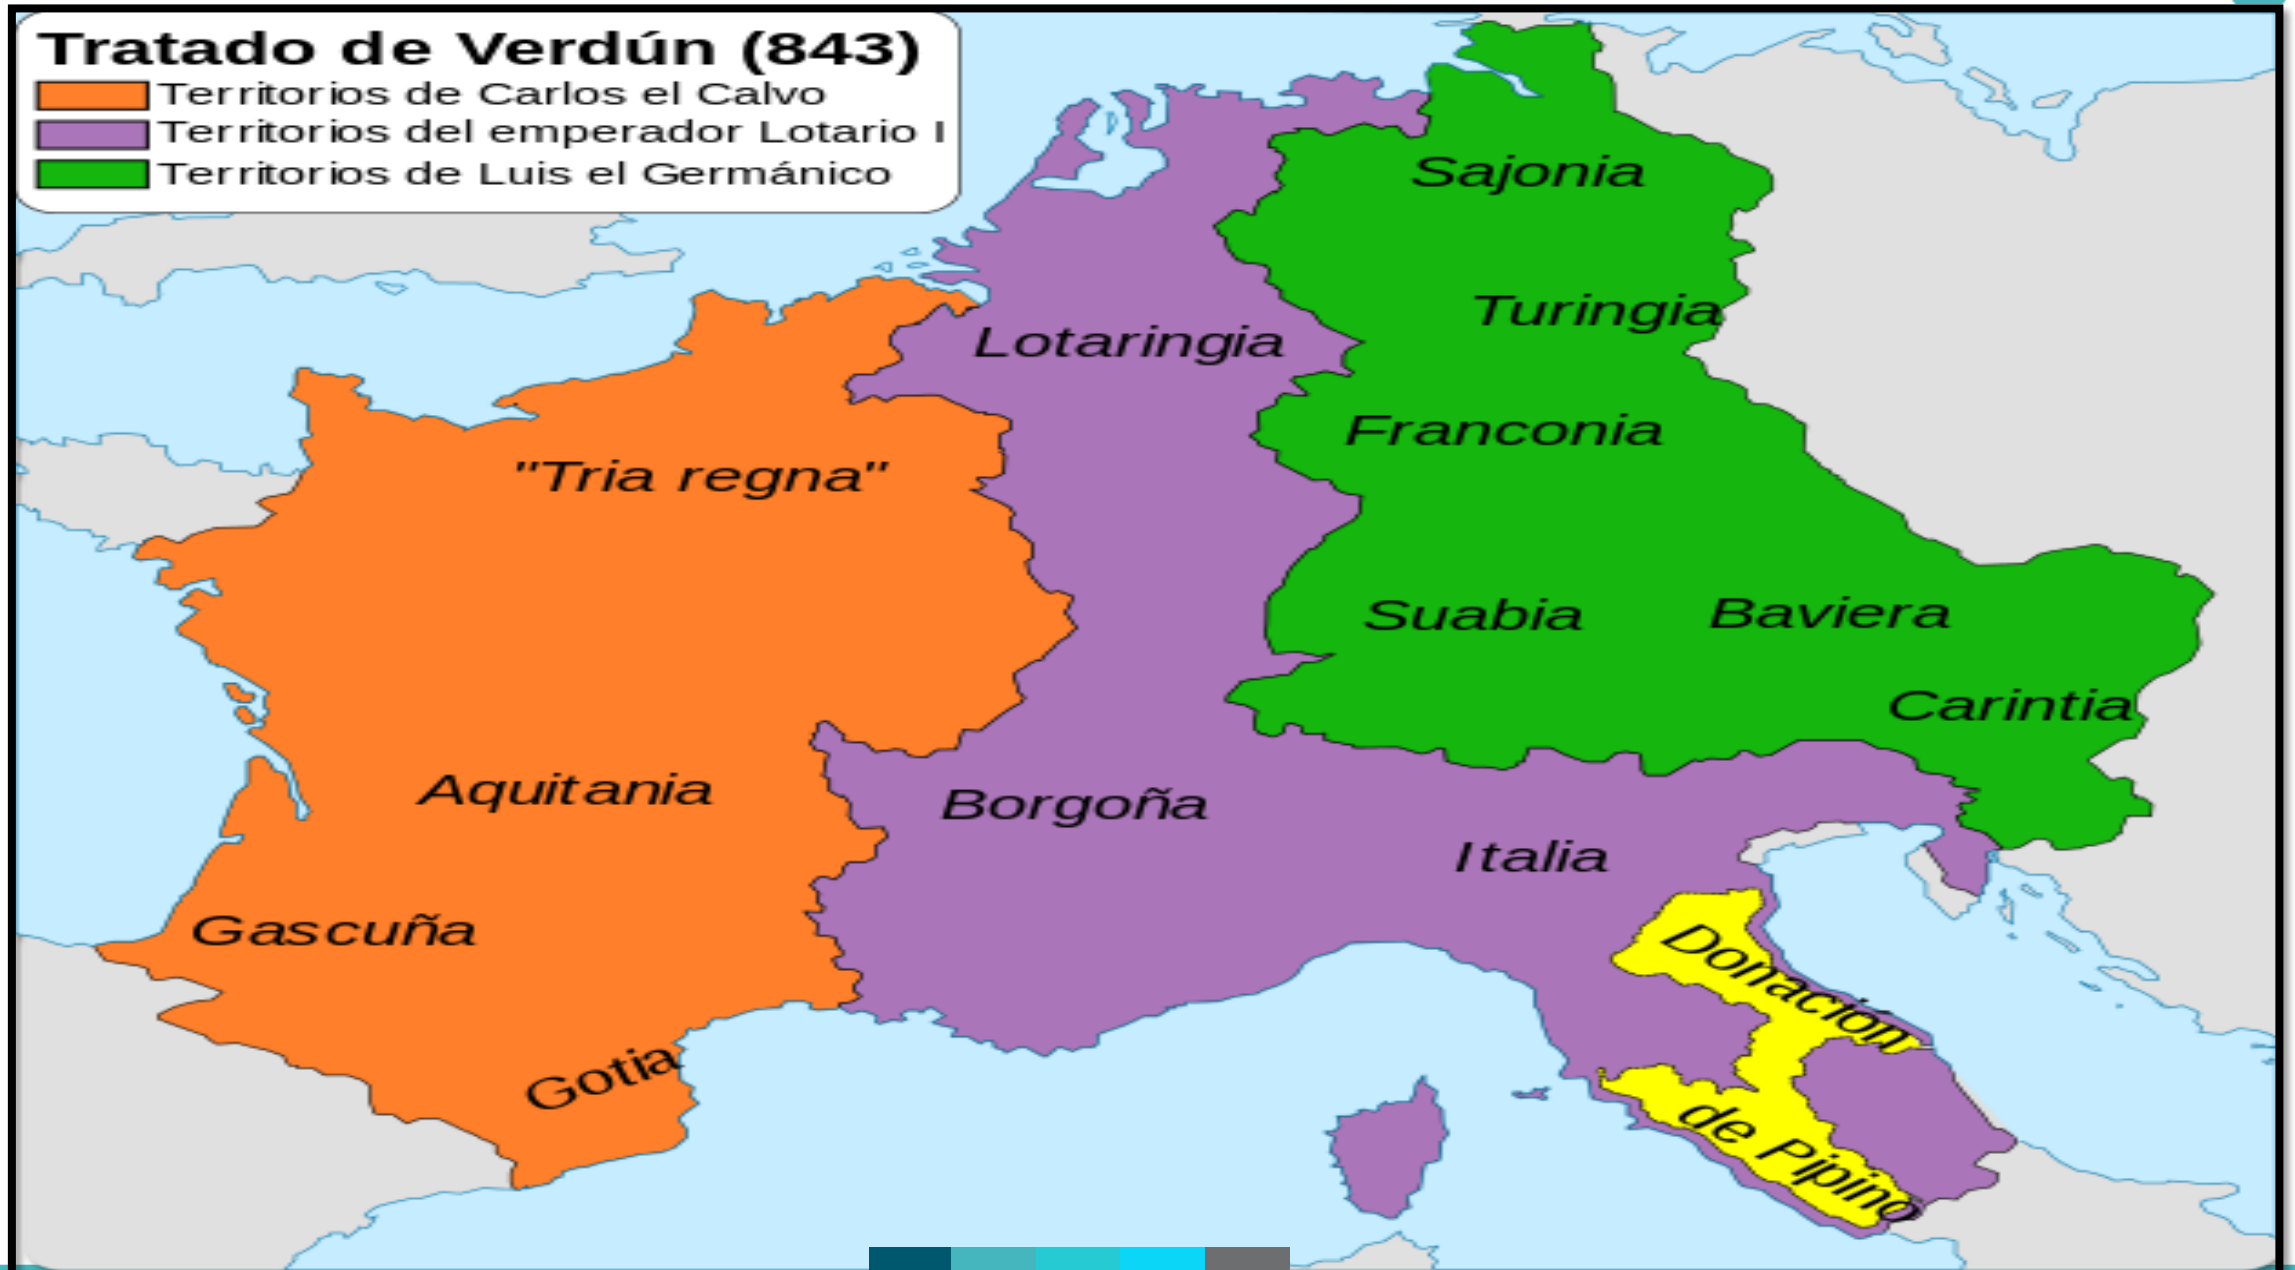 Tratado de Verdún (843)
Territorios de Carlos el Calvo
Territorios del emperador Lotario I
Territorios de Luis el Germánico
Sajonia
Turingia
Lotaringia
Franconia
"Tria regna"
Suabia
Baviera
Carintia
Aquitania
Borgoña
Italia
Gascuña
Donación
de Pipino
Gotia